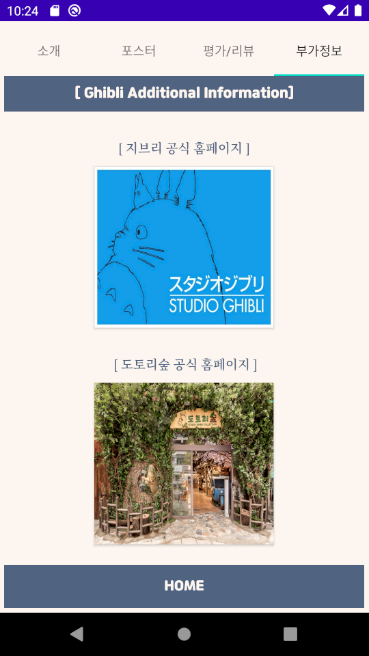 10:24
소개
포스터
평가/리뷰
부가정보
[ Ghibli Additional Information]
[ 지브리 공식 홈페이지 ]
スタジオジブリ
STUDIO GHIBLI
[ 도토리숲 공식 홈페이지 ]
도토리숲
HOME